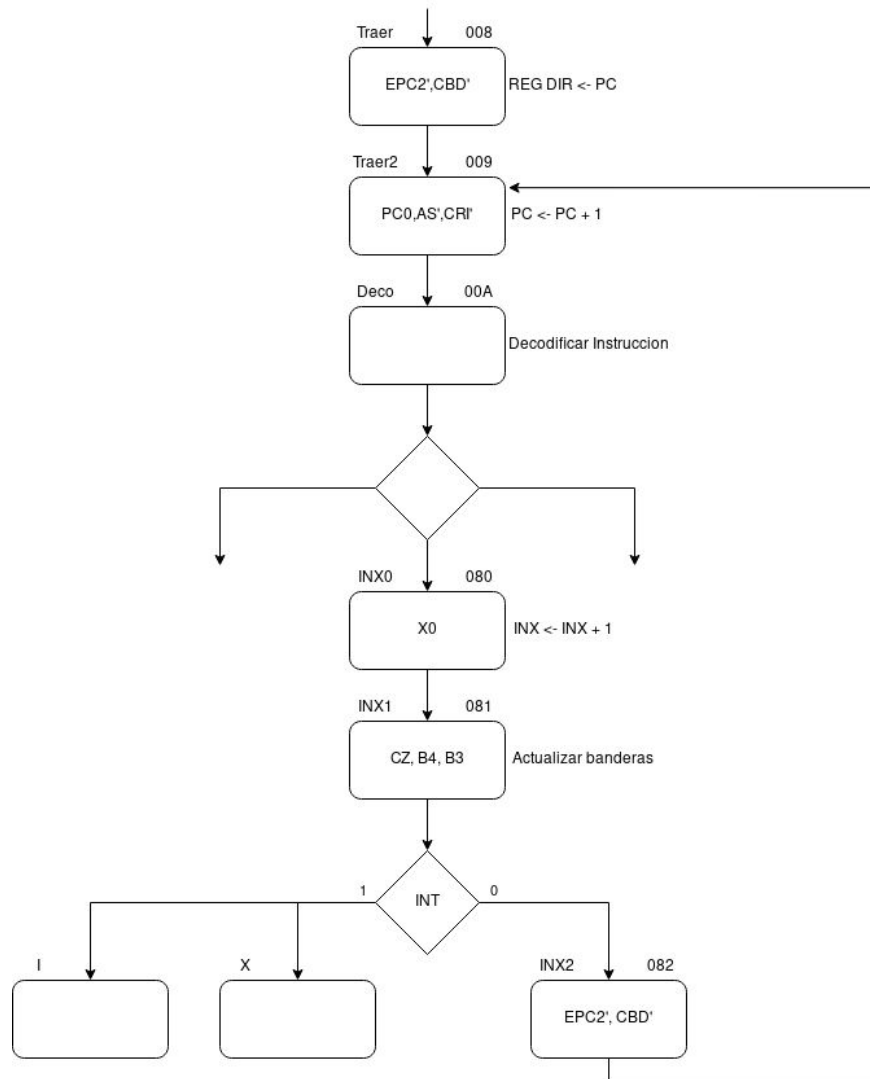 Traer 008
EPC2',CBD' REG DIR <- PC
Traer2 009
PC0,AS',CRI' PC <- PC + 1
Deco 00A
Decodificar Instruccion
INX0 080
X0 INX <- INX + 1
INX1 081
CZ, B4, B3 Actualizar banderas
1 INT 0
I X INX2 082
EPC2', CBD'